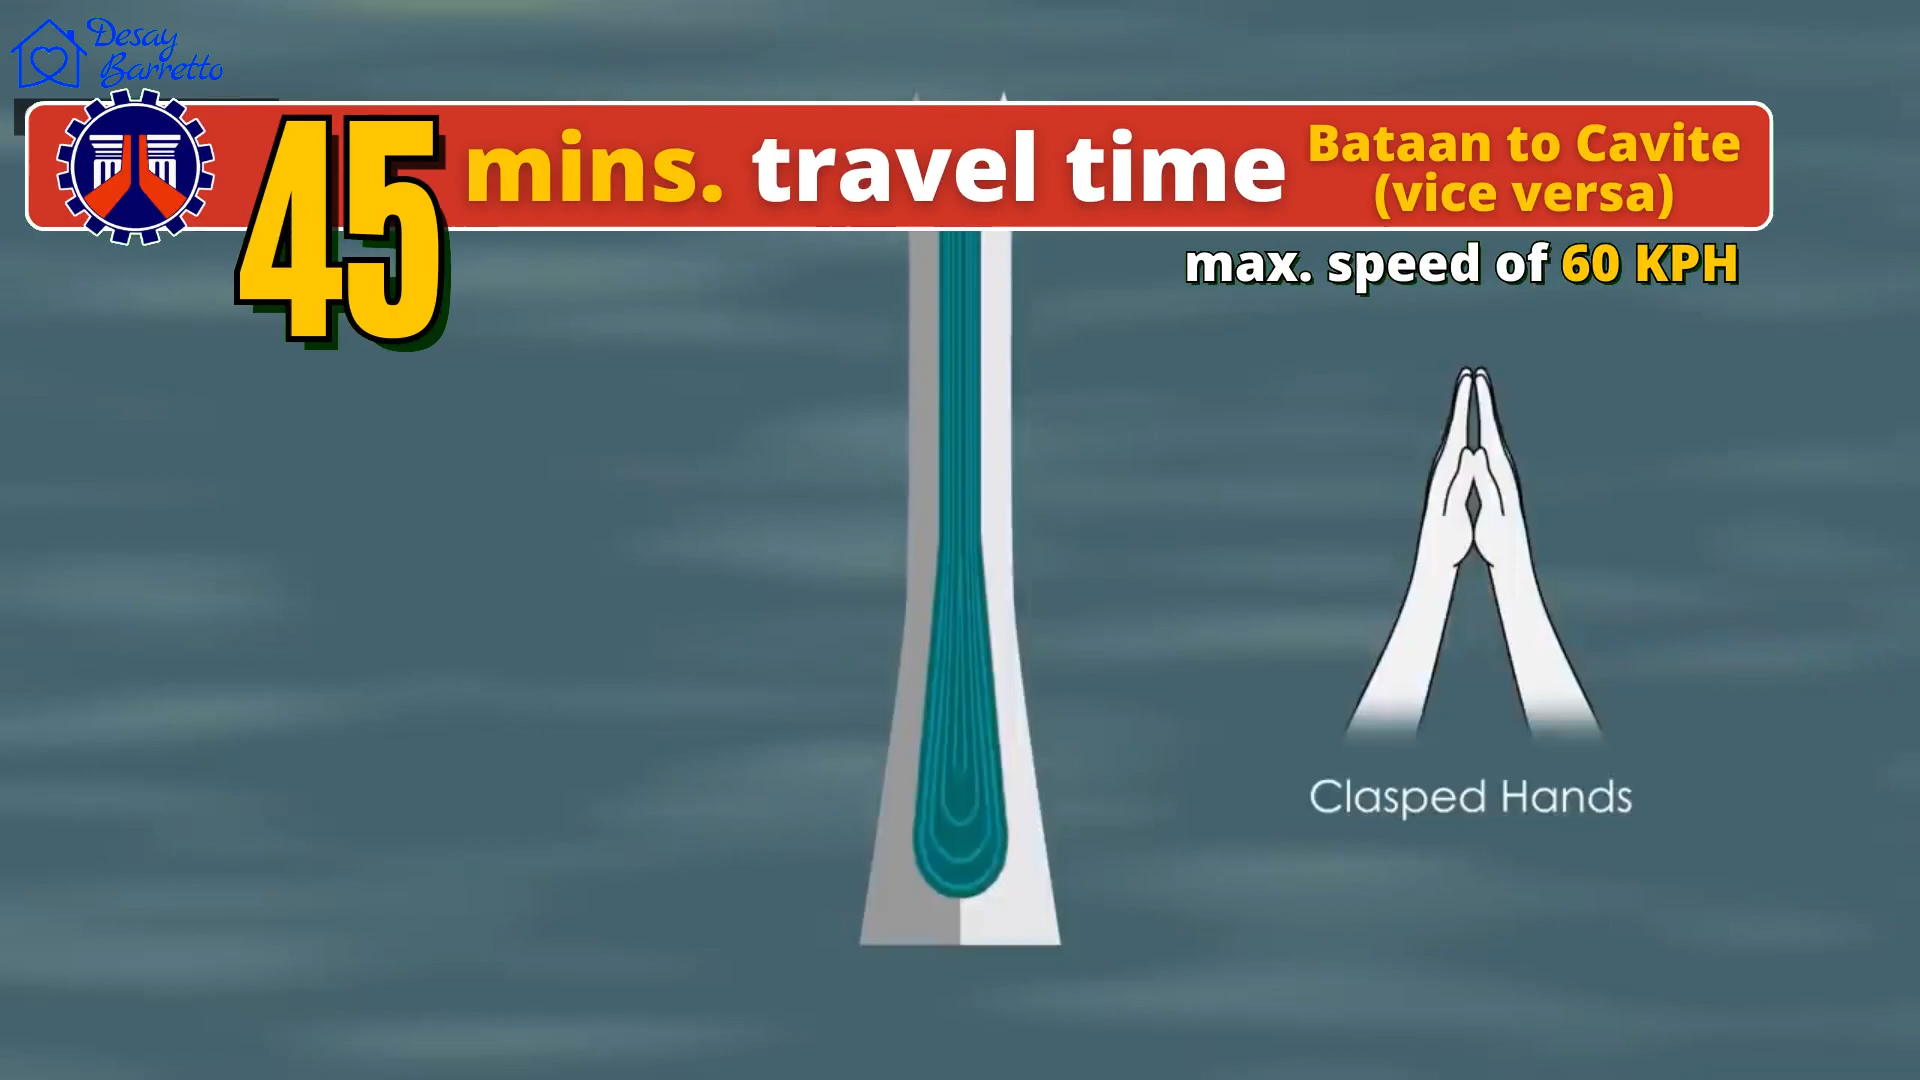 Desay
Barretto
45 mins. travel time
Bataan to Cavite
(vice versa)
max. speed of 60 KPH
Clasped Hands